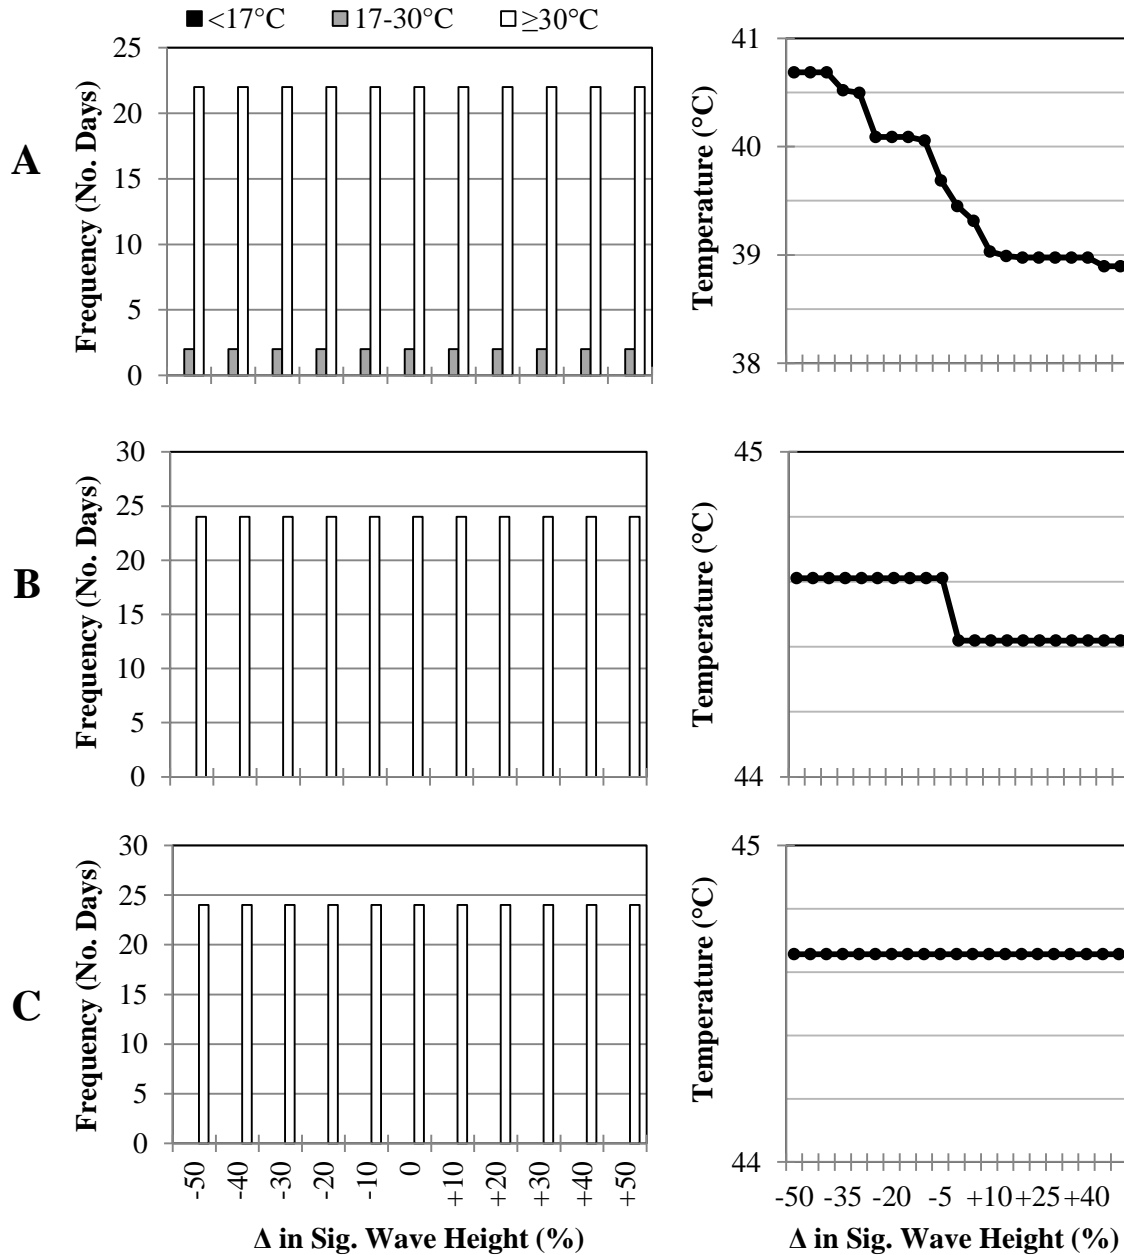 <17°C 17-30°C ≥30°C
A
Frequency (No. Days)
25
20
15
10
5
0
Temperature (°C)
41
40
39
38
B
Frequency (No. Days)
30
25
20
15
10
5
0
Temperature (°C)
45
44
C
Frequency (No. Days)
30
25
20
15
10
5
0
-50 -40 -30 -20 -10 0 +10 +20 +30 +40 +50
Δ in Sig. Wave Height (%)
Temperature (°C)
45
44
-50 -35 -20 -5 +10 +25 +40
Δ in Sig. Wave Height (%)